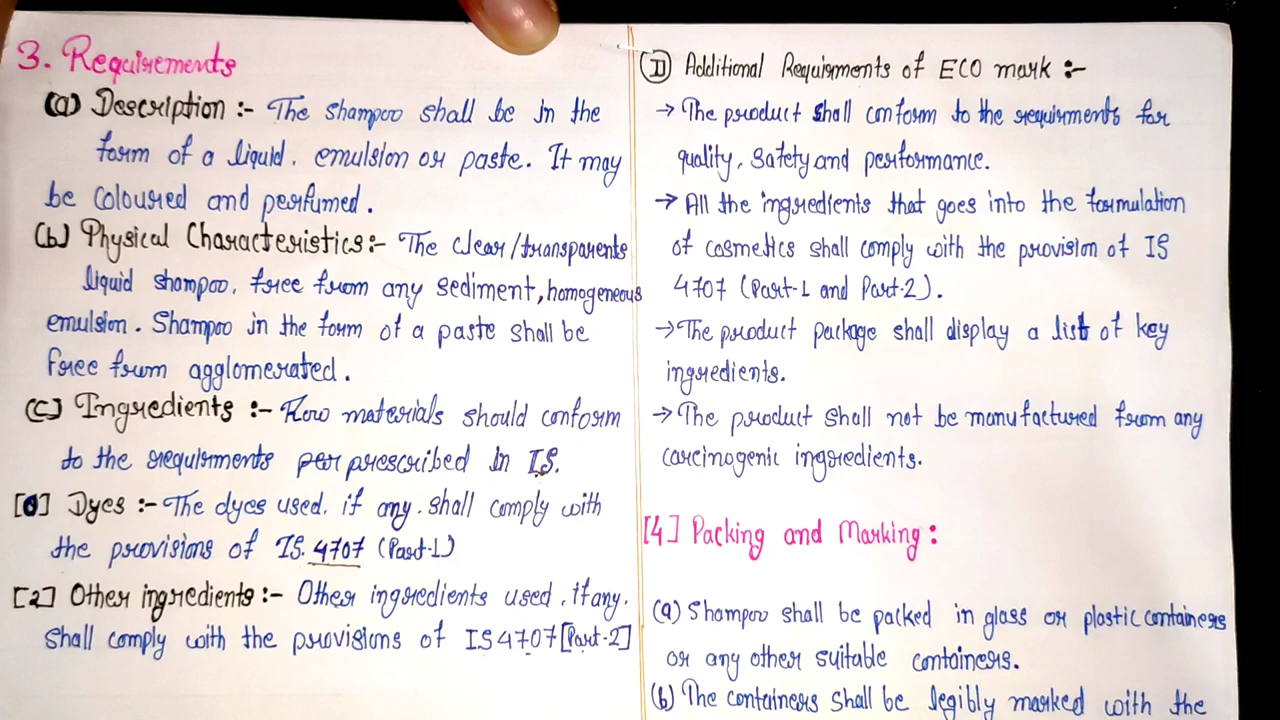 3. Requirements
(a) Description :- The shampoo shall be in the
form of a liquid, emulsion or paste. It may
be coloured and perfumed.
(b) Physical Characteristics:- The clear/transparents
liquid shampoo, free from any sediment, homogeneous
emulsion. Shampoo in the form of a paste shall be
free from agglomerated.
(C) Ingredients :- Row materials should conform
to the requirments per prescribed in IS.
Dyes :- The dyes used, if any, shall comply with
the provisions of IS. 4707 (Part-1)
[2] Other ingredients:- Other ingredients used, if any,
shall comply with the provisions of IS 4707 [Part-2]
(D) Additional Requirments of ECO mark :-
→ The product shall conform to the requirments for
quality, Safety and performance.
→ All the ingredients that goes into the formulation
of cosmetics shall comply with the provision of IS
4707 (Part-1 and Part-2).
→ The product package shall display a list of key
ingredients.
→ The product shall not be manufactured from any
carcinogenic ingredients.
[4] Packing and Marking :
(a) Shampoo shall be packed in glass or plastic containers
or any other suitable containers.
(b) The containers shall be legibly marked with the